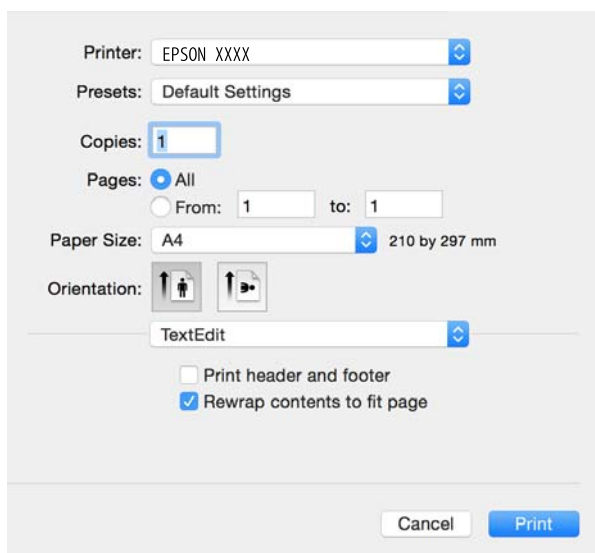 Printer: EPSON XXXX
Presets: Default Settings
Copies: 1
Pages: All
From: 1 to: 1
Paper Size: A4 210 by 297 mm
Orientation:
TextEdit
Print header and footer
Rewrap contents to fit page
Cancel Print